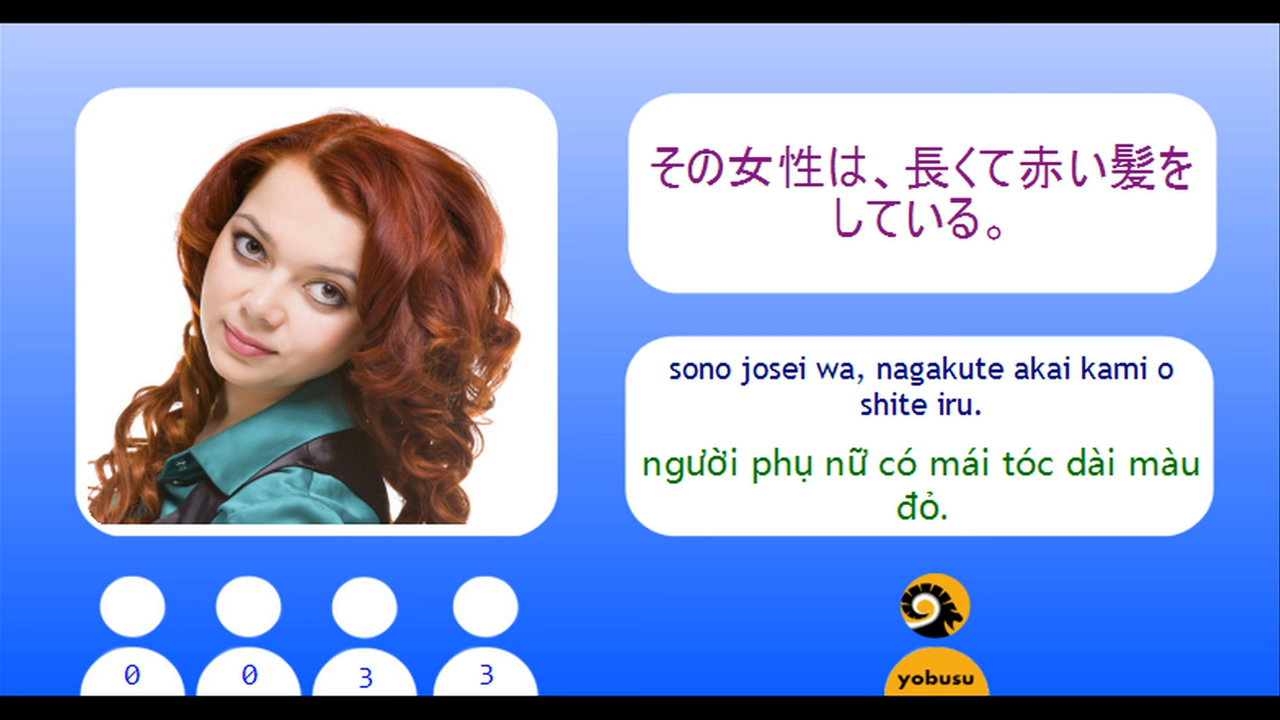 その女性は、長くて赤い髪を
している。
sono josei wa, nagakute akai kami o
shite iru.
người phụ nữ có mái tóc dài màu
đỏ.
0 0 3 3
yobusu